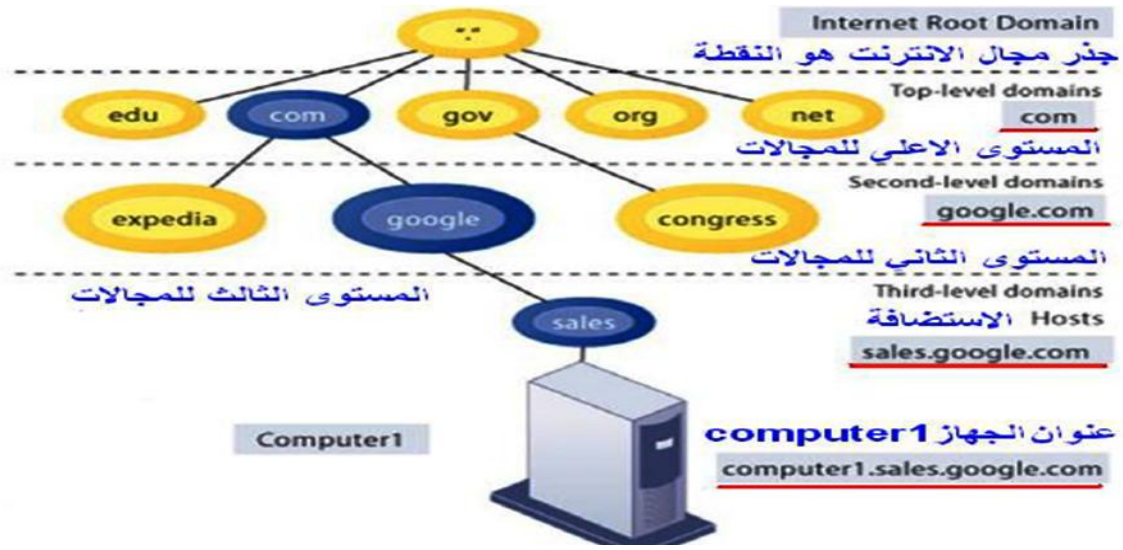 Internet Root Domain
جذر مجال الانترنت هو النقطة
Top-level domains
edu com gov org net com
المستوى الاعلي للمجالات
Second-level domains
expedia google congress google.com
المستوى الثاني للمجالات
المستوى الثالث للمجالات Third-level domains
sales الاستضافة Hosts
sales.google.com
Computer1 عنوان الجهاز computer1
computer1.sales.google.com